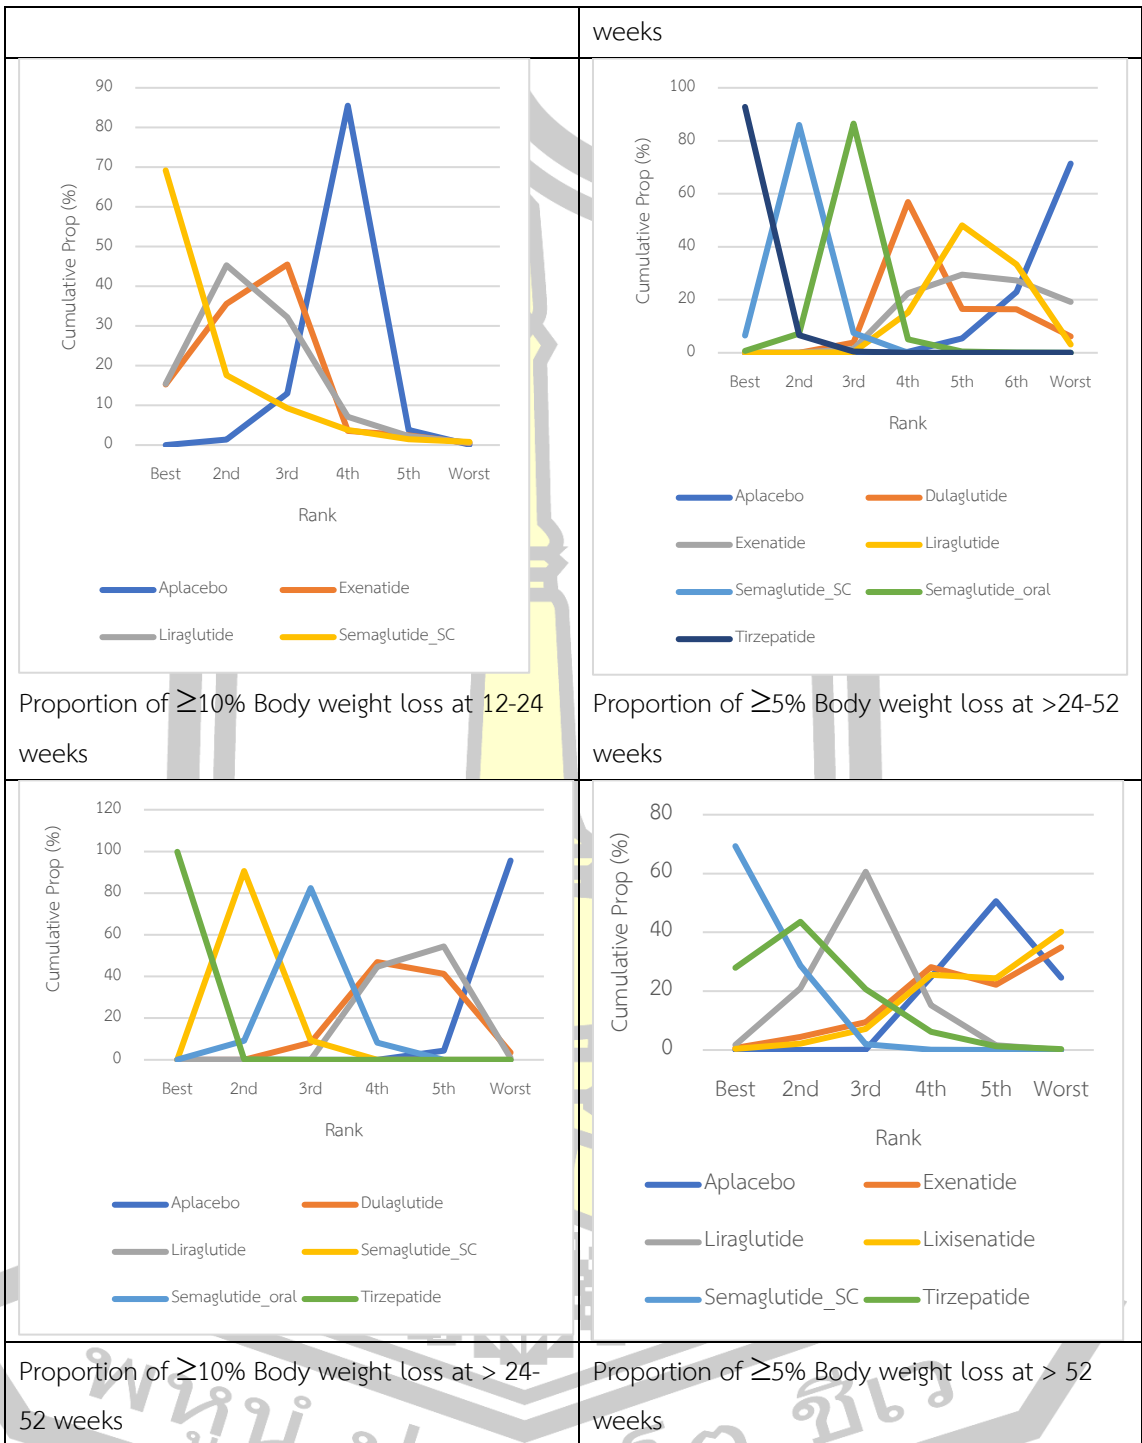 weeks
90
80
70
60
50
40
30
20
10
0
Cumulative Prop (%)
Best 2nd 3rd 4th 5th Worst
Rank
Aplacebo Exenatide
Liraglutide Semaglutide_SC
Proportion of ≥10% Body weight loss at 12-24
weeks
100
80
60
40
20
0
Cumulative Prop (%)
Best 2nd 3rd 4th 5th 6th Worst
Rank
Aplacebo Dulaglutide
Exenatide Liraglutide
Semaglutide_SC Semaglutide_oral
Tirzepatide
Proportion of ≥5% Body weight loss at >24-52
weeks
120
100
80
60
40
20
0
Cumulative Prop (%)
Best 2nd 3rd 4th 5th Worst
Rank
Aplacebo Dulaglutide
Liraglutide Semaglutide_SC
Semaglutide_oral Tirzepatide
Proportion of ≥10% Body weight loss at > 24-
52 weeks
80
60
40
20
0
Cumulative Prop (%)
Best 2nd 3rd 4th 5th Worst
Rank
Aplacebo Exenatide
Liraglutide Lixisenatide
Semaglutide_SC Tirzepatide
Proportion of ≥5% Body weight loss at > 52
weeks